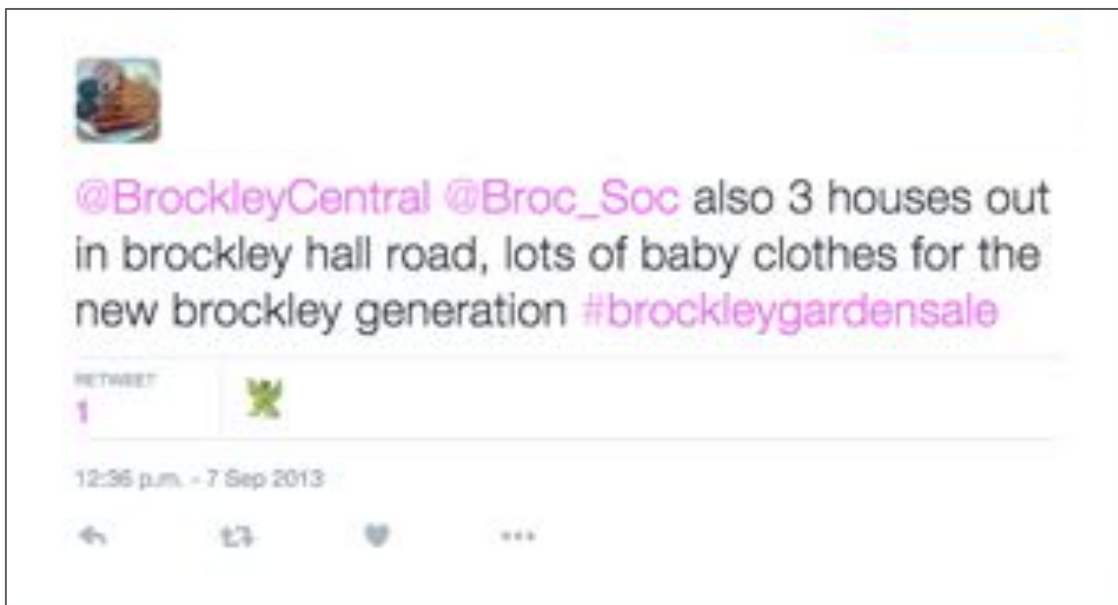 @BrockleyCentral @Broc_Soc also 3 houses out
in brockley hall road, lots of baby clothes for the
new brockley generation #brockleygardensale
RETWEET
1
12:36 p.m. - 7 Sep 2013